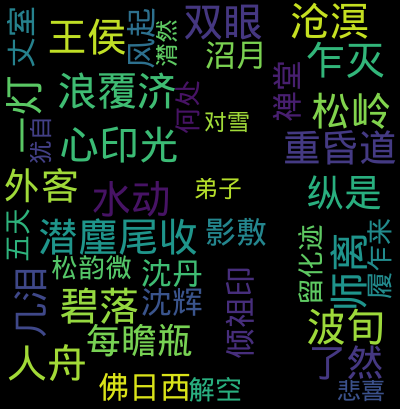 双眼
沧溟
丈室
王侯
风起
潸然
沼月
乍灭
一灯
浪覆济
何处
禅堂
松岭
犹自
心印光
对雪
重昏道
外客
水动
弟子
纵是
五天
潜麈尾收
影敷
留化迹
师离
履乍来
几泪
松韵微
沈丹
碧落
沈辉
倾祖印
波旬
每瞻瓶
人舟
了然
佛日西
解空
悲喜